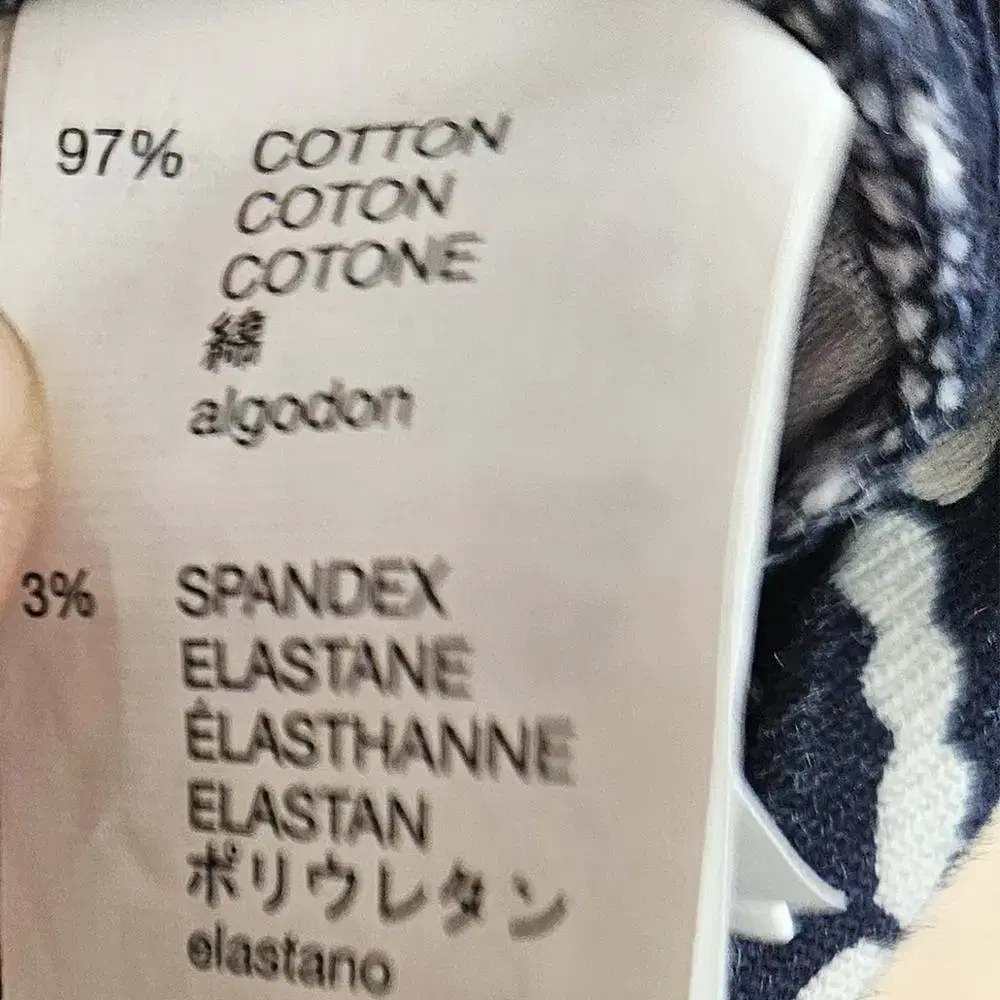 97% COTTON
COTON
COTONE
綿
algodon
3% SPANDEX
ELASTANE
ÉLASTHANNE
ELASTAN
ポリウレタン
elastano